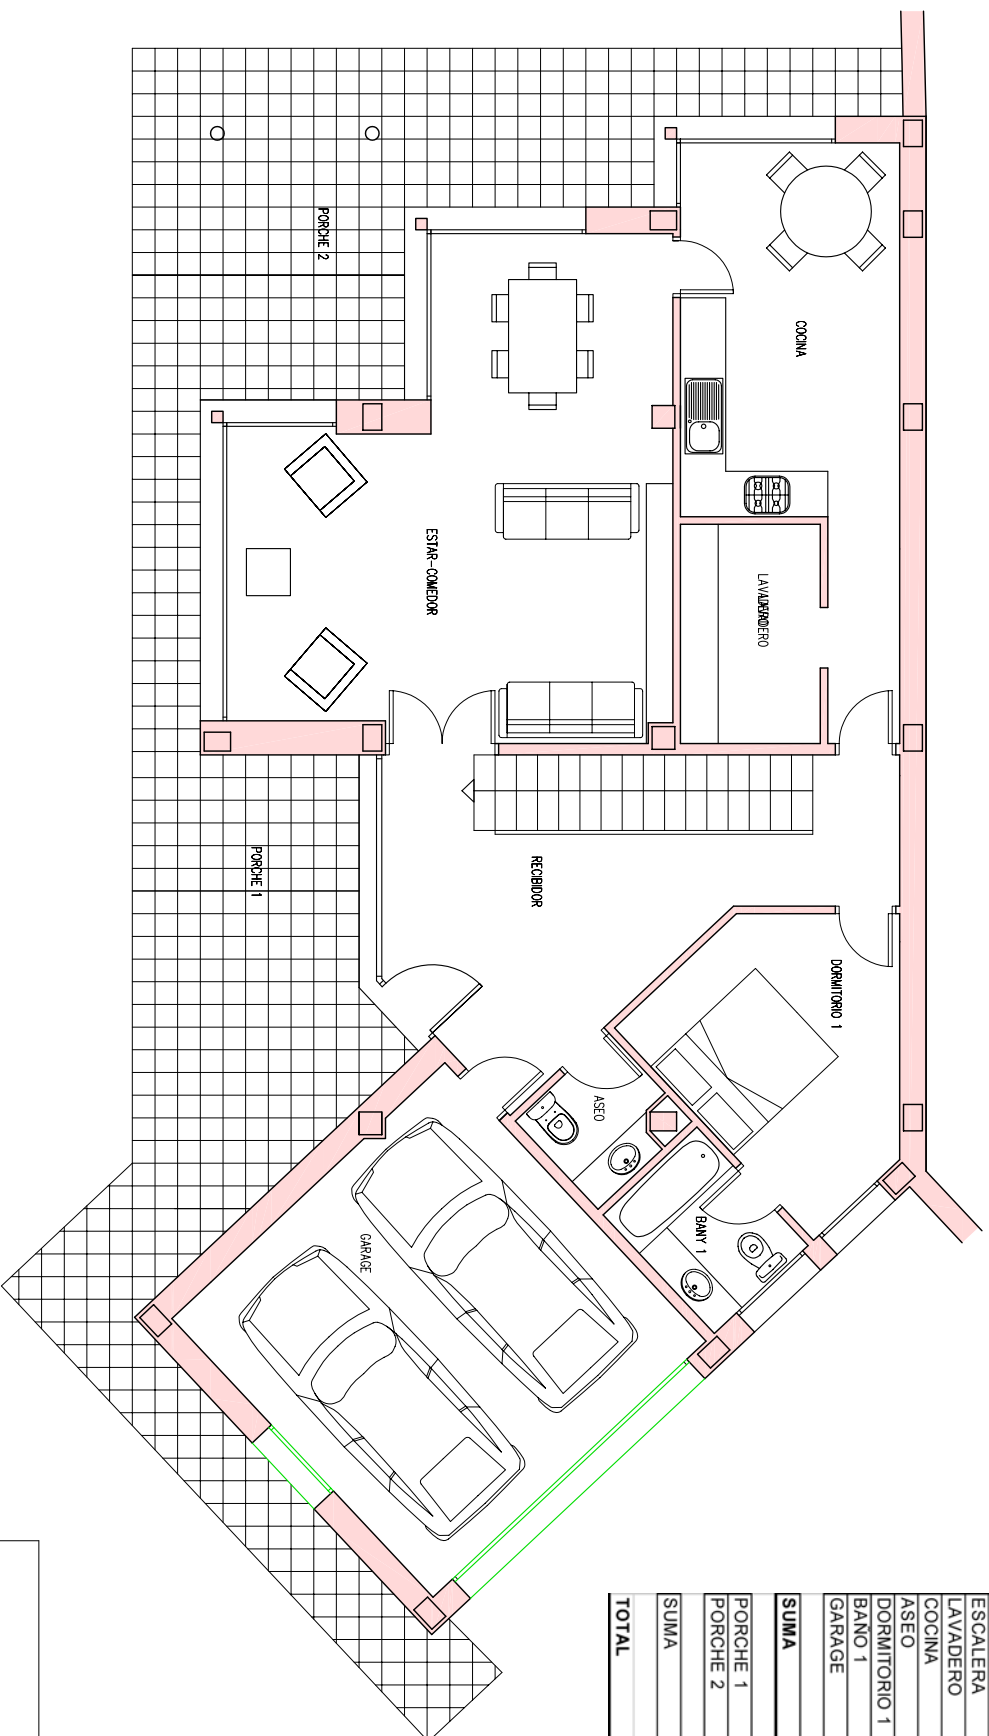 PORCHE 2
COCINA
ESTAR-COMEDOR
LAVADERO
PORCHE 1
RECIBIDOR
DORMITORIO 1
ASEO
BANY 1
GARAGE
ESCALERA
LAVADERO
COCINA
ASEO
DORMITORIO 1
BAÑO 1
GARAGE
SUMA
PORCHE 1
PORCHE 2
SUMA
TOTAL